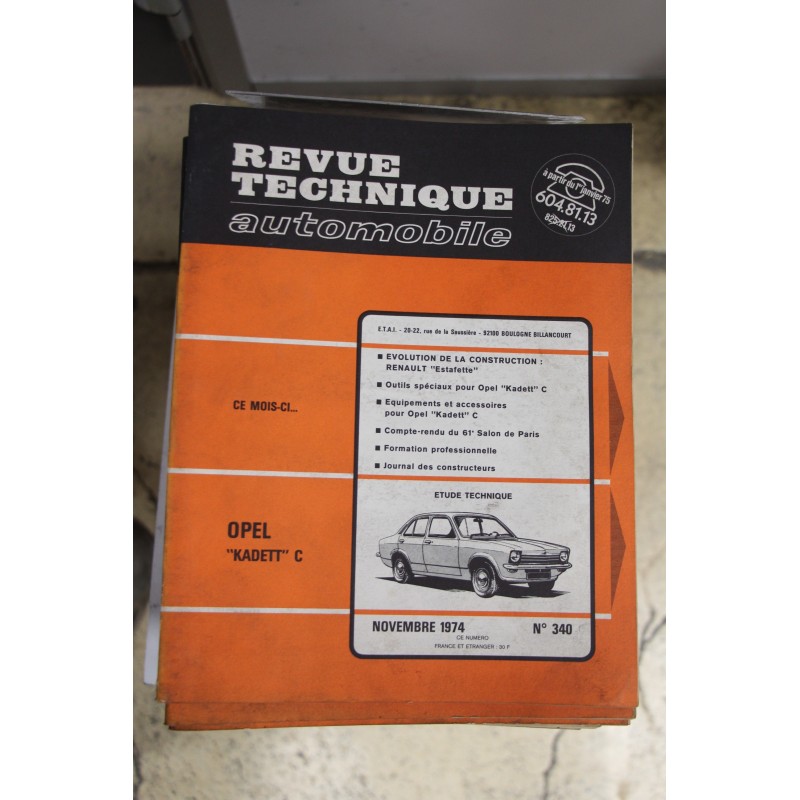 REVUE
TECHNIQUE
automobile
à partir du 1er janvier 75
604.81.13
825.21.13
E.T.A.I. - 20-22, rue de la Saussière - 92100 BOULOGNE BILLANCOURT
■ EVOLUTION DE LA CONSTRUCTION :
RENAULT "Estafette"
■ Outils spéciaux pour Opel "Kadett" C
■ Equipements et accessoires
pour Opel "Kadett" C
■ Compte-rendu du 61e Salon de Paris
■ Formation professionnelle
■ Journal des constructeurs
CE MOIS-CI...
ETUDE TECHNIQUE
OPEL
"KADETT" C
NOVEMBRE 1974 N° 340
CE NUMERO
FRANCE ET ETRANGER : 30 F